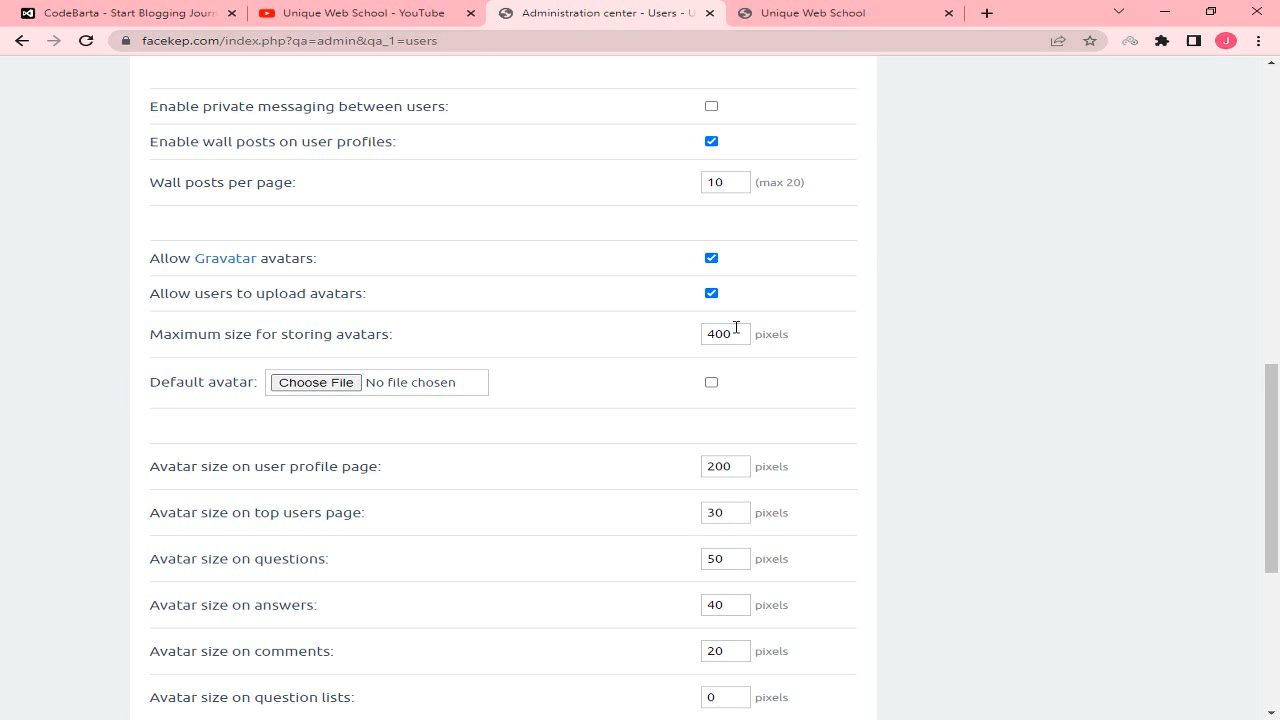 CodeBarta - Start Blogging Journ
Unique Web School - YouTube
Administration center - Users - U
Unique Web School
facekep.com/index.php?qa=admin&qa_1=users
J
Enable private messaging between users:
Enable wall posts on user profiles:
Wall posts per page: 10 (max 20)
Allow Gravatar avatars:
Allow users to upload avatars:
Maximum size for storing avatars: 400 pixels
Default avatar: Choose File No file chosen
Avatar size on user profile page: 200 pixels
Avatar size on top users page: 30 pixels
Avatar size on questions: 50 pixels
Avatar size on answers: 40 pixels
Avatar size on comments: 20 pixels
Avatar size on question lists: 0 pixels